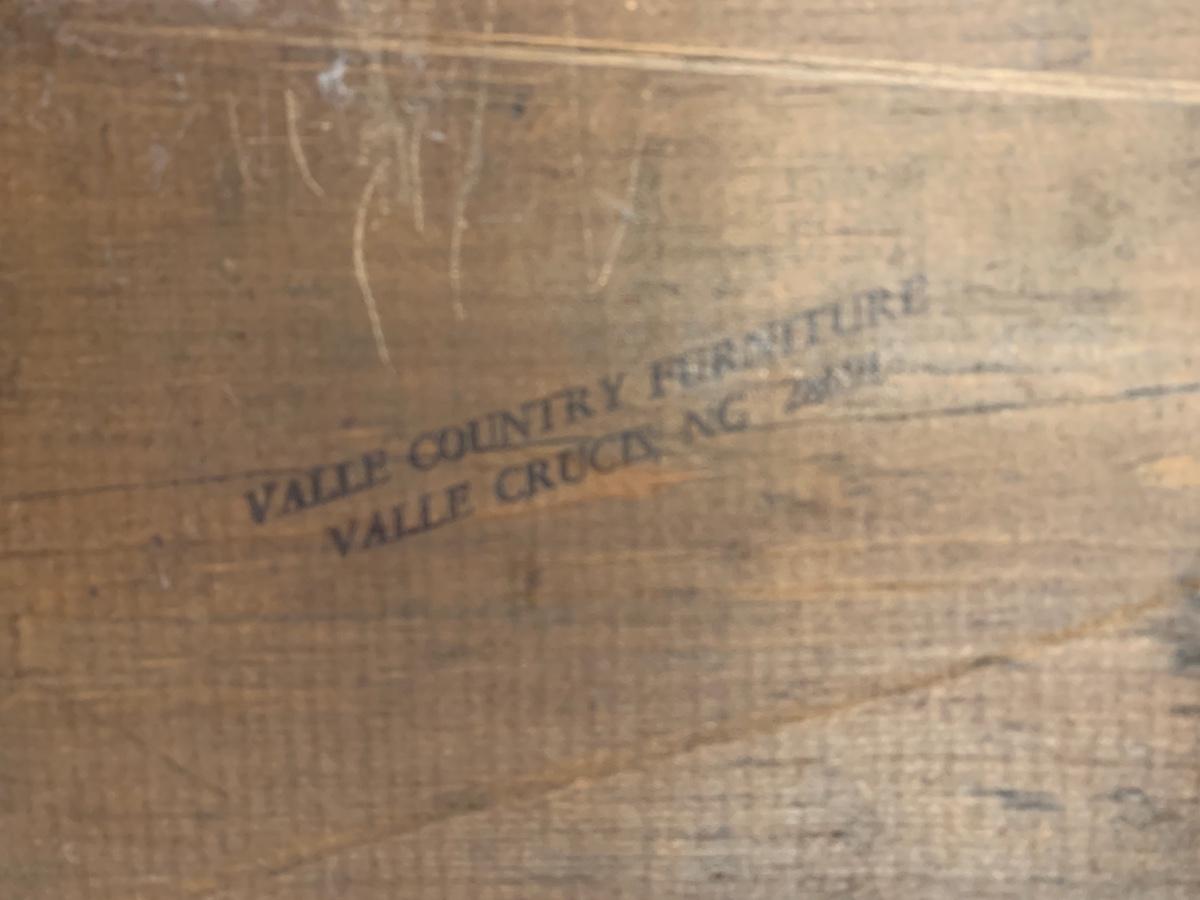 VALLE COUNTRY FURNITURE
VALLE CRUCIS, NC 28691